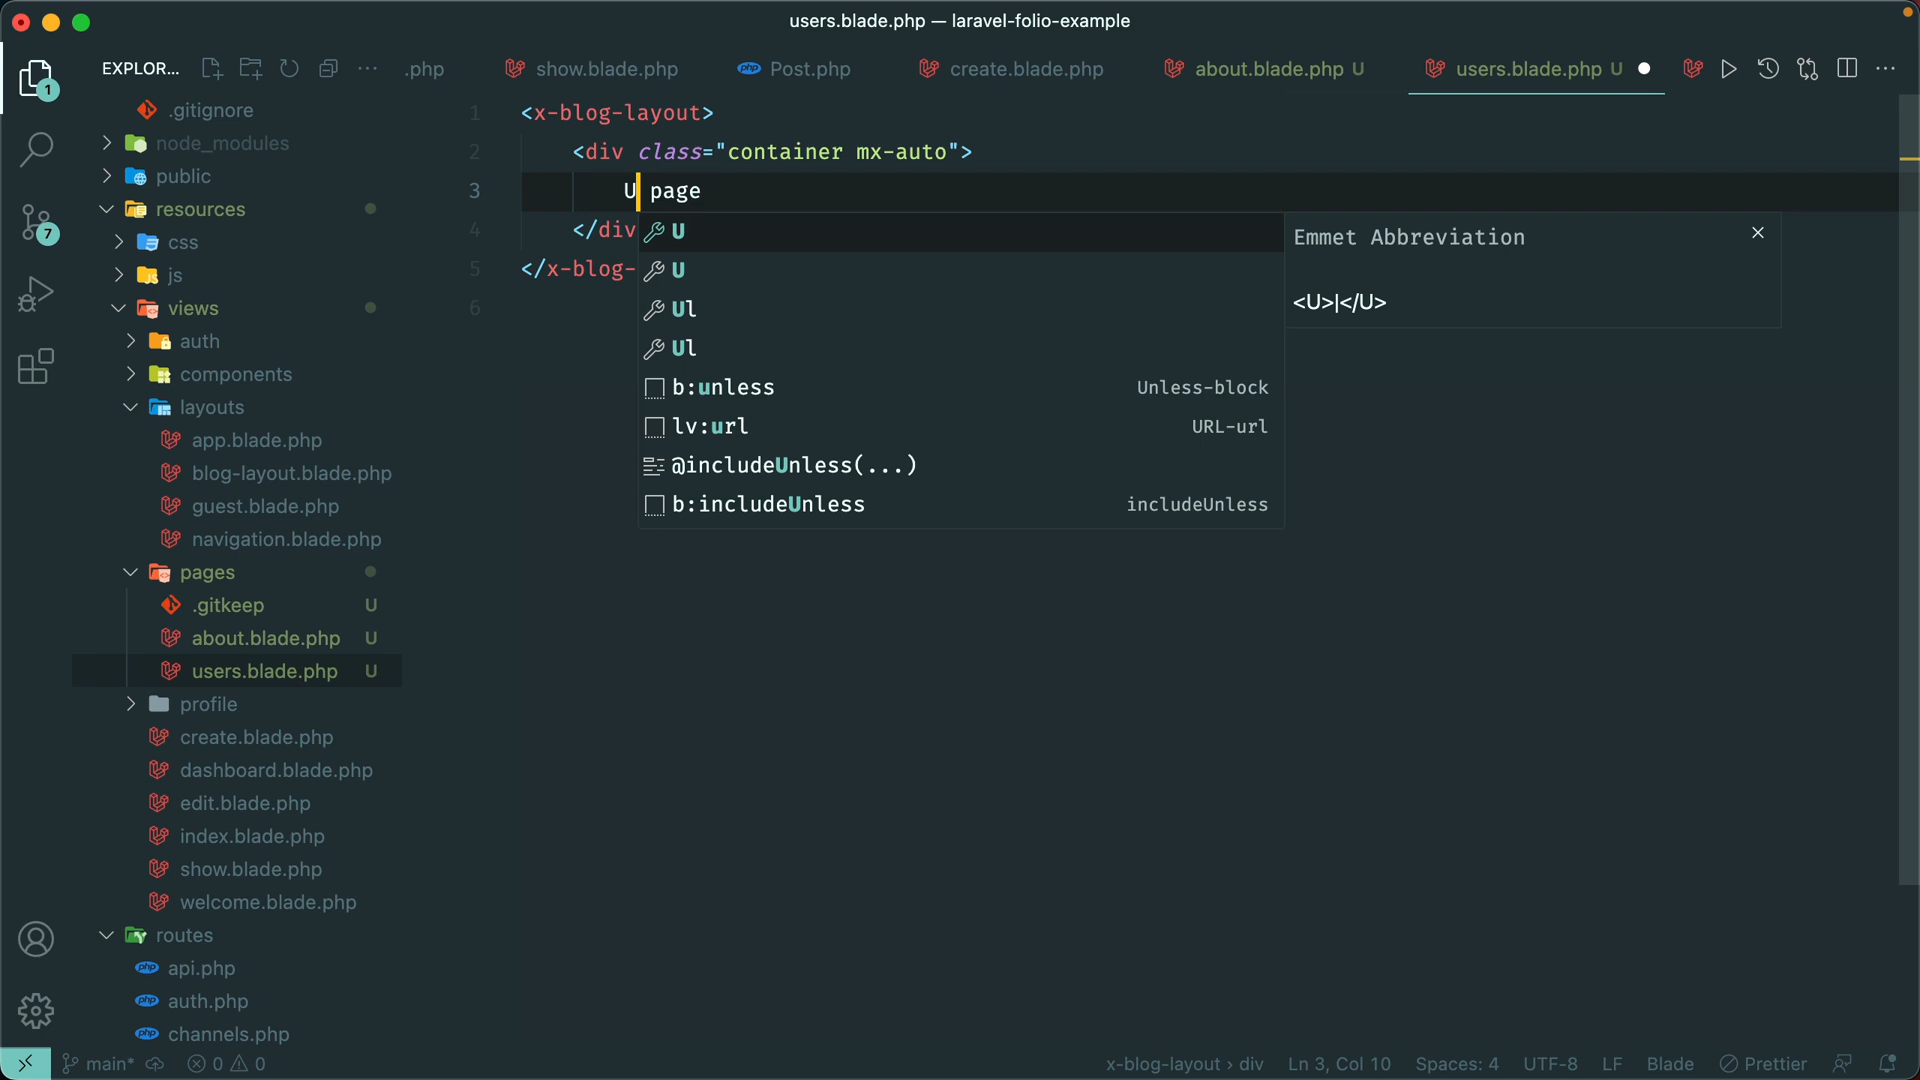 users.blade.php — laravel-folio-example
EXPLOR...
.php
show.blade.php
php Post.php
create.blade.php
about.blade.php U
users.blade.php U
1
7
.gitignore
node_modules
public
resources
css
js
views
auth
components
layouts
app.blade.php
blog-layout.blade.php
guest.blade.php
navigation.blade.php
pages
.gitkeep U
about.blade.php U
users.blade.php U
profile
create.blade.php
dashboard.blade.php
edit.blade.php
index.blade.php
show.blade.php
welcome.blade.php
routes
php api.php
php auth.php
php channels.php
1 <x-blog-layout>
2 <div class="container mx-auto">
3 U page
4 </div
5 </x-blog-
6
U
U
Ul
Ul
b:unless Unless-block
lv:url URL-url
@includeUnless(...)
b:includeUnless includeUnless
Emmet Abbreviation
<U>|</U>
main* 0 0
x-blog-layout › div Ln 3, Col 10 Spaces: 4 UTF-8 LF Blade Prettier